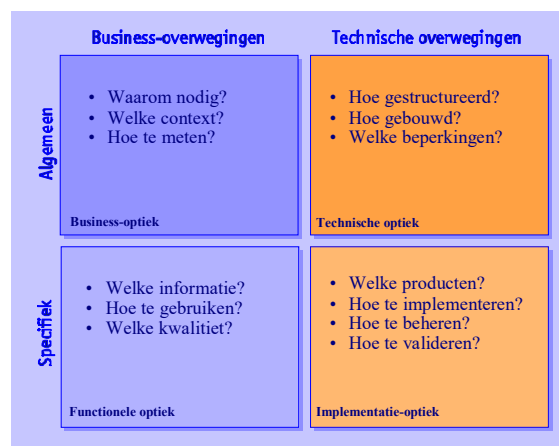 Business-overwegingen
Technische overwegingen
Algemeen
• Waarom nodig?
• Welke context?
• Hoe te meten?
Business-optiek
• Hoe gestructureerd?
• Hoe gebouwd?
• Welke beperkingen?
Technische optiek
Specifiek
• Welke informatie?
• Hoe te gebruiken?
• Welke kwalitiet?
Functionele optiek
• Welke producten?
• Hoe te implementeren?
• Hoe te beheren?
• Hoe te valideren?
Implementatie-optiek